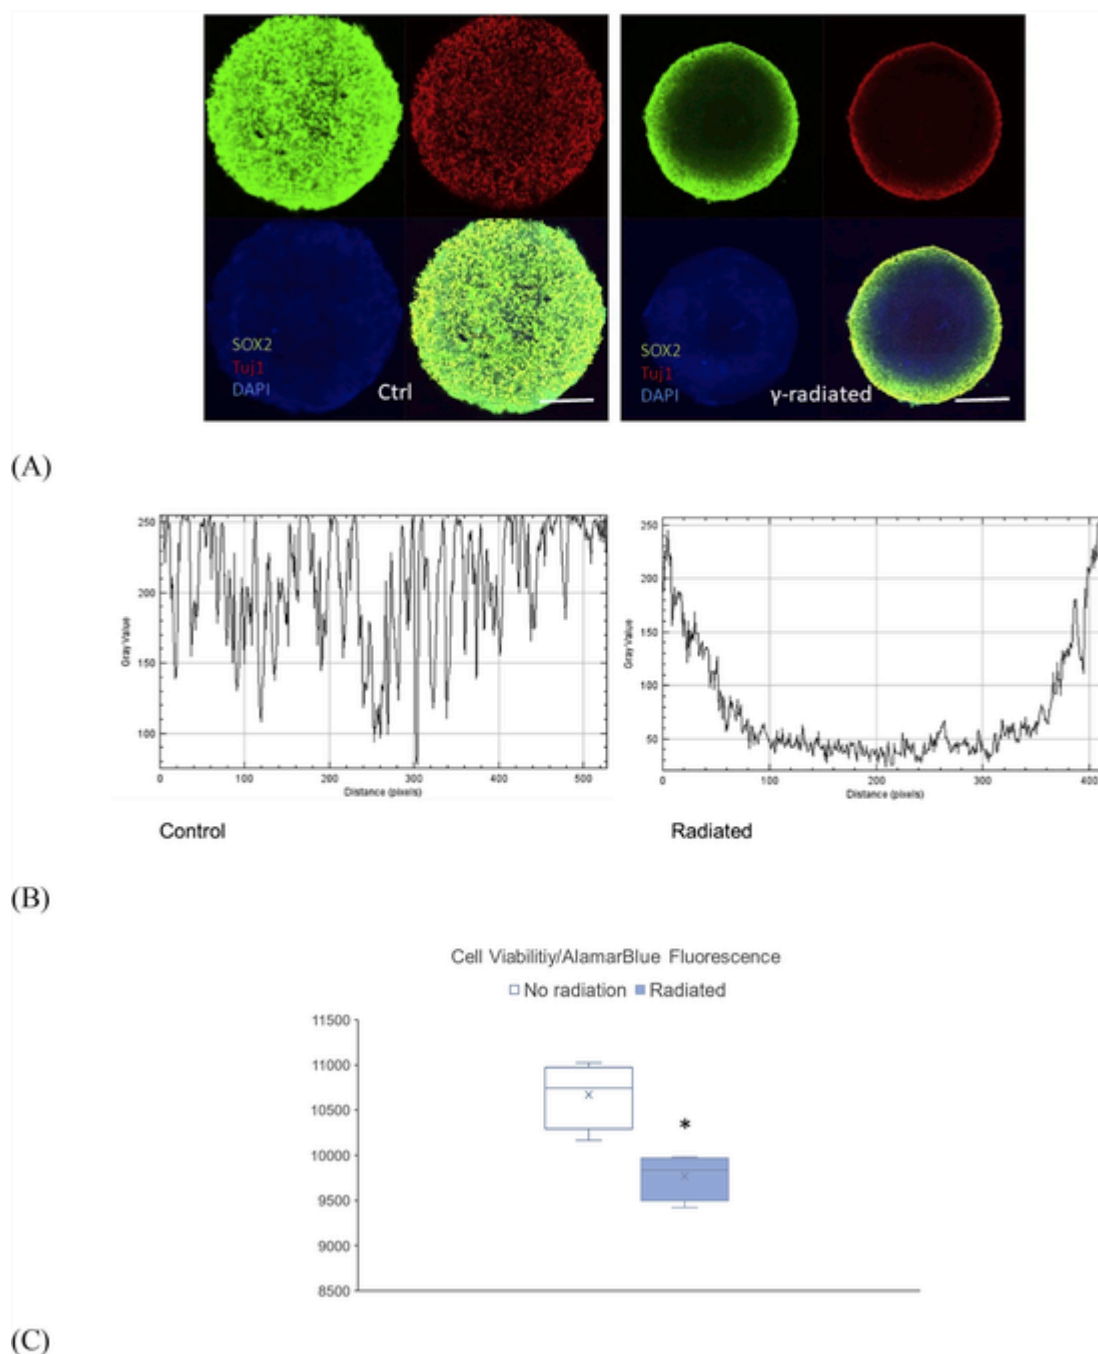 SOX2
Tuj1
DAPI
Ctrl
SOX2
Tuj1
DAPI
γ-radiated
(A)
250
200
150
100
Gray Value
0 100 200 300 400 500
Distance (pixels)
Control
250
200
150
100
50
Gray Value
0 100 200 300 400
Distance (pixels)
Radiated
(B)
Cell Viabilitiy/AlamarBlue Fluorescence
No radiation Radiated
11500
11000
10500
10000
9500
9000
8500
*
(C)